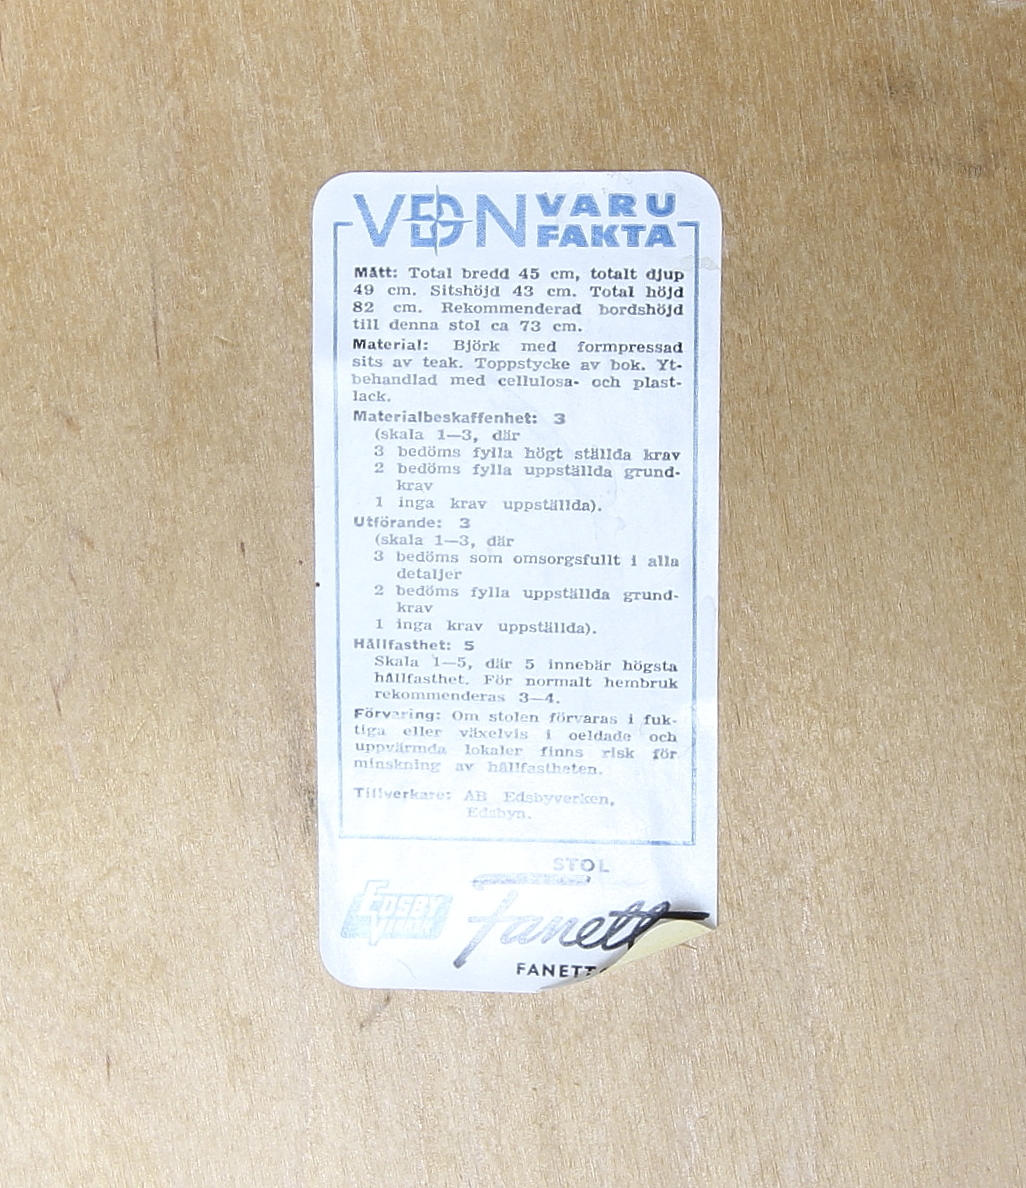 VDN VARU
FAKTA
Mått: Total bredd 45 cm, totalt djup
49 cm. Sitshöjd 43 cm. Total höjd
82 cm. Rekommenderad bordshöjd
till denna stol ca 73 cm.
Material: Björk med formpressad
sits av teak. Toppstycke av bok. Yt-
behandlad med cellulosa- och plast-
lack.
Materialbeskaffenhet: 3
(skala 1—3, där
3 bedöms fylla högt ställda krav
2 bedöms fylla uppställda grund-
krav
1 inga krav uppställda).
Utförande: 3
(skala 1—3, där
3 bedöms som omsorgsfullt i alla
detaljer
2 bedöms fylla uppställda grund-
krav
1 inga krav uppställda).
Hållfasthet: 5
Skala 1—5, där 5 innebär högsta
hållfasthet. För normalt hembruk
rekommenderas 3—4.
Förvaring: Om stolen förvaras i fuk-
tiga eller växelvis i oeldade och
uppvärmda lokaler finns risk för
minskning av hållfastheten.
Tillverkare: AB Edsbyverken,
Edsbyn.
STOL
EDSBY
VERKEN
Fanett
FANETT